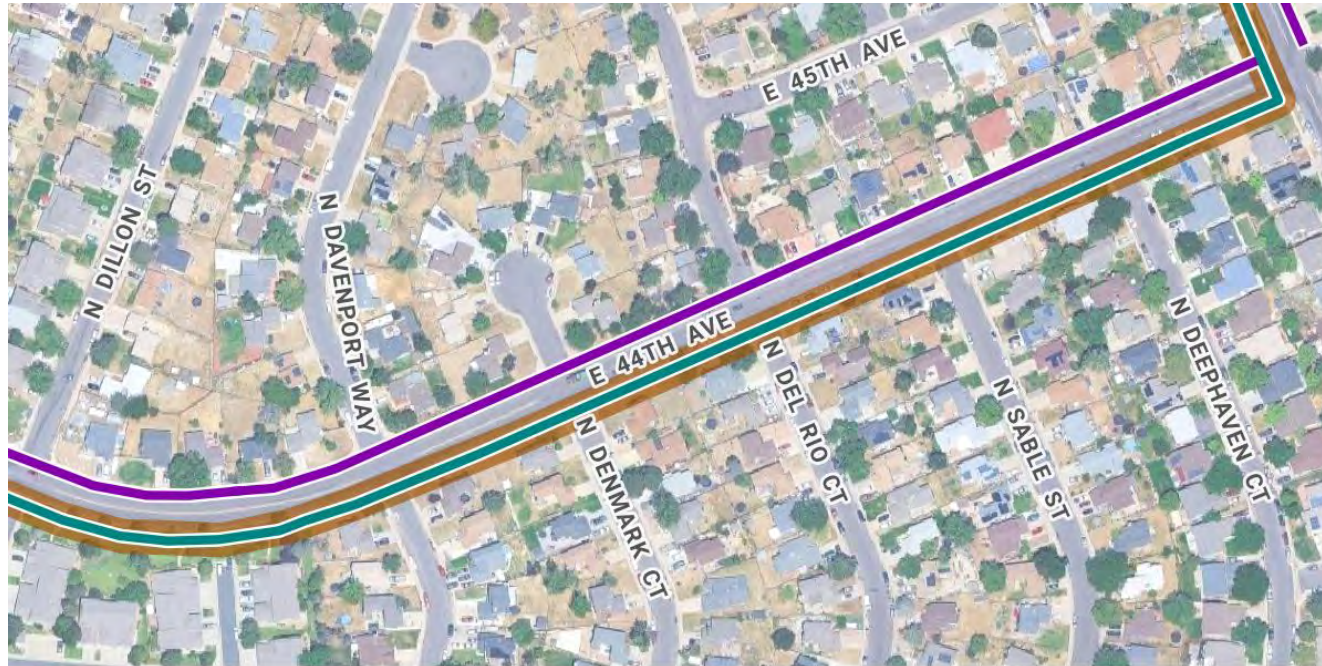 E 45TH AVE
N DILLON ST
N DAVENPORT WAY
E 44TH AVE
N DENMARK CT
N DEL RIO CT
N SABLE ST
N DEEPHAVEN CT